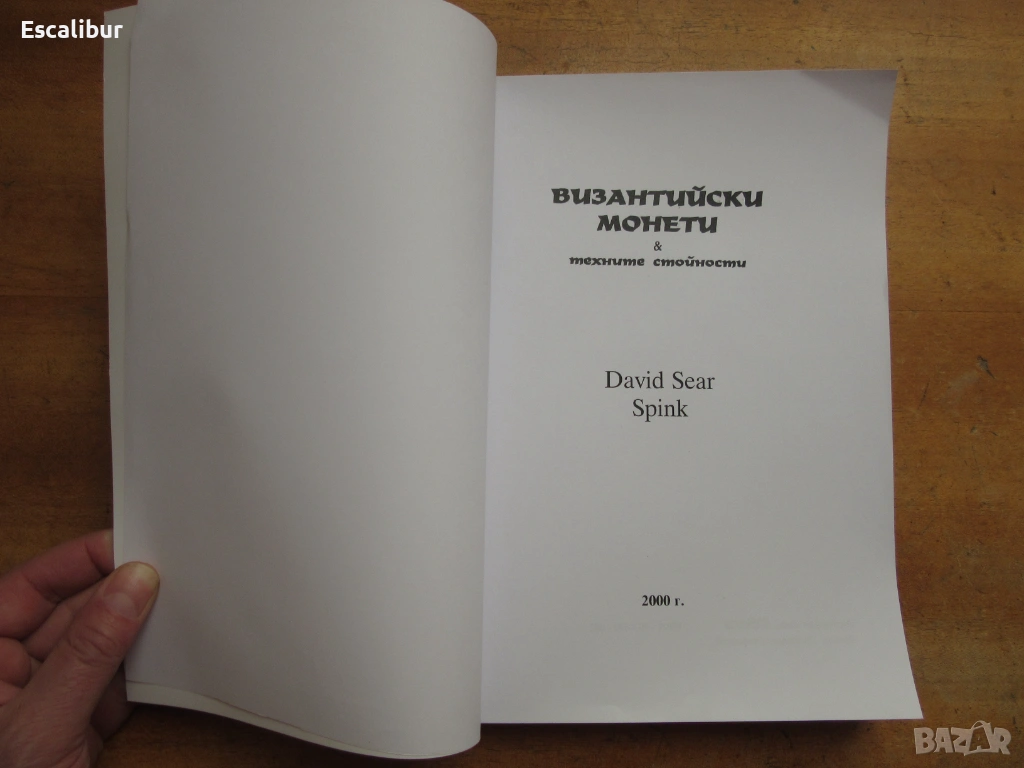 Escalibur
ВИЗАНТИЙСКИ
МОНЕТИ
&
техните стойности
David Sear
Spink
2000 г.
BAZAR